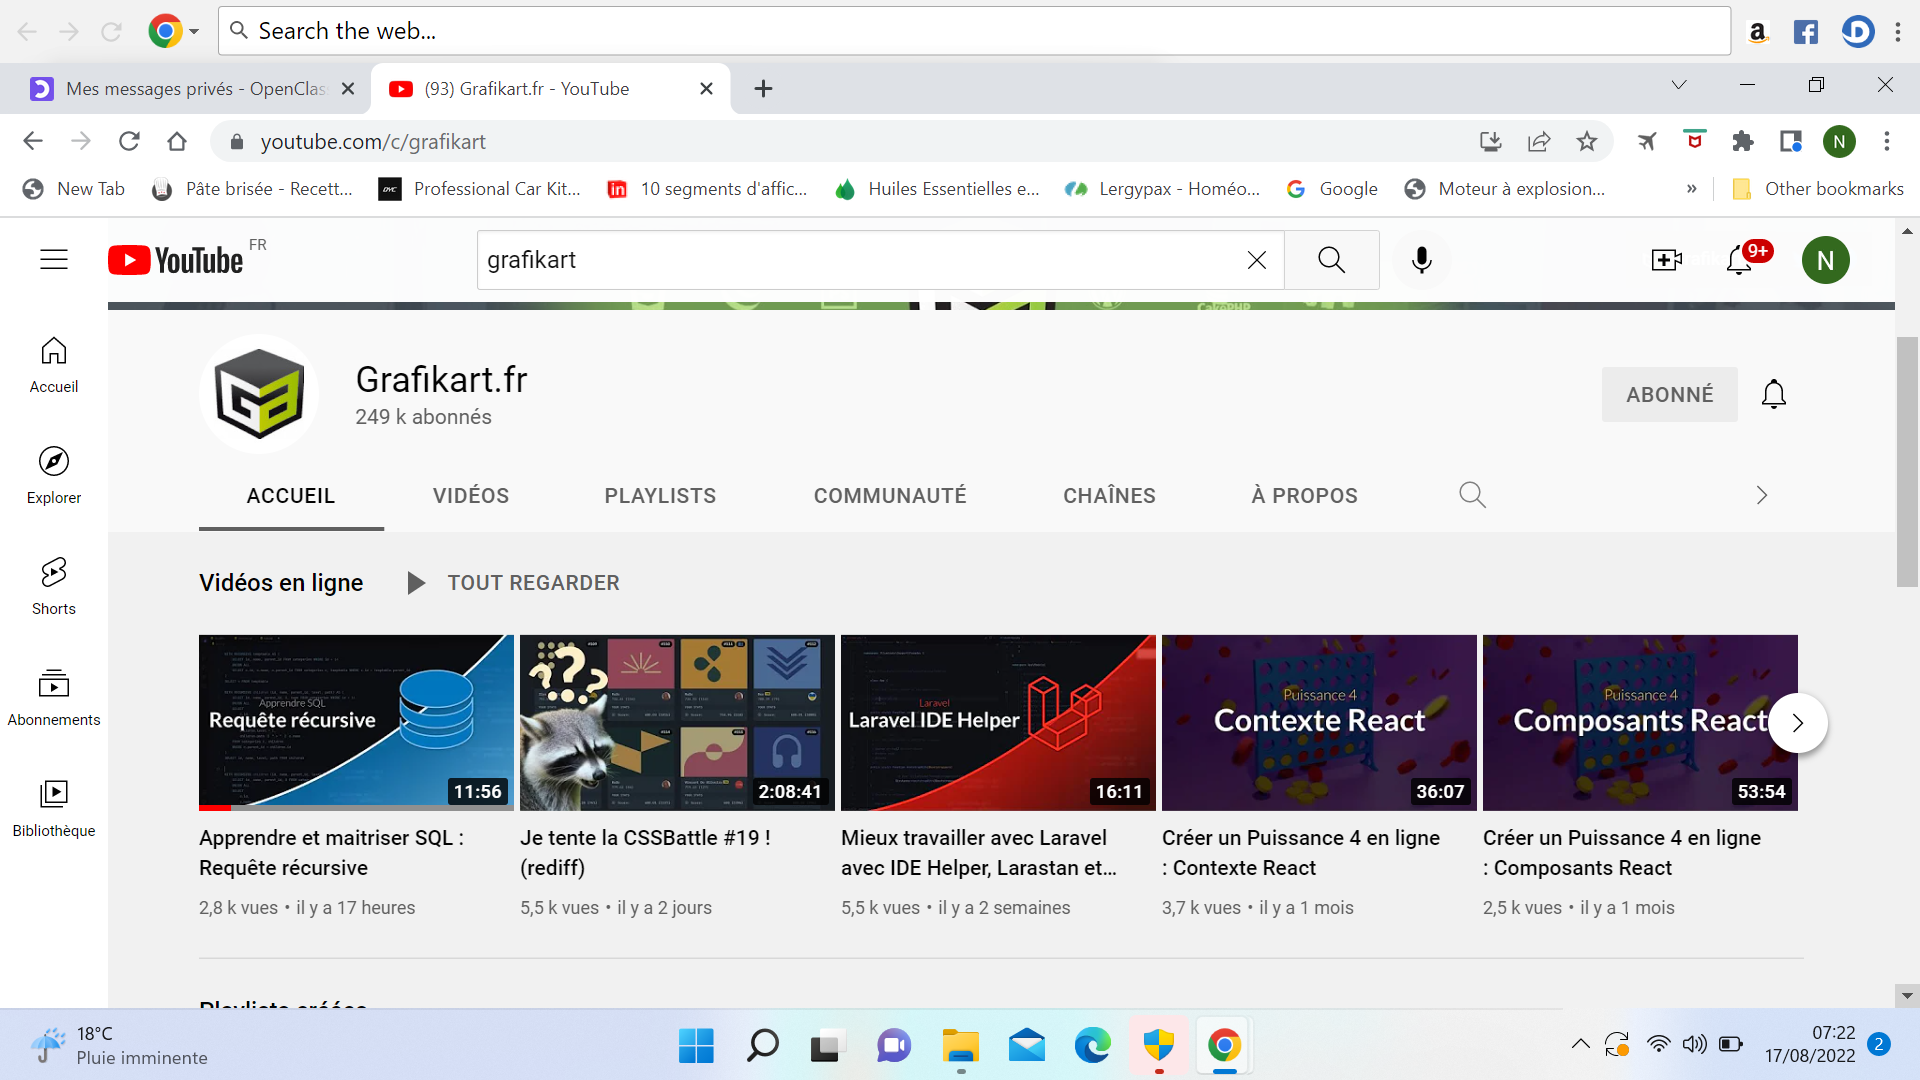 Search the web...
Mes messages privés - OpenClas
(93) Grafikart.fr - YouTube
youtube.com/c/grafikart
New Tab
Pâte brisée - Recett...
Professional Car Kit...
10 segments d'affic...
Huiles Essentielles e...
Lergypax - Homéo...
Google
Moteur à explosion...
»
Other bookmarks
YouTube FR
grafikart
9+
N
CakePHP
Accueil
Explorer
Shorts
Abonnements
Bibliothèque
Grafikart.fr
249 k abonnés
ABONNÉ
ACCUEIL
VIDÉOS
PLAYLISTS
COMMUNAUTÉ
CHAÎNES
À PROPOS
Vidéos en ligne
TOUT REGARDER
Apprendre SQL
Requête récursive
11:56
2:08:41
Laravel
Laravel IDE Helper
16:11
Puissance 4
Contexte React
36:07
Puissance 4
Composants React
53:54
Apprendre et maitriser SQL :
Requête récursive
2,8 k vues • il y a 17 heures
Je tente la CSSBattle #19 !
(rediff)
5,5 k vues • il y a 2 jours
Mieux travailler avec Laravel
avec IDE Helper, Larastan et...
5,5 k vues • il y a 2 semaines
Créer un Puissance 4 en ligne
: Contexte React
3,7 k vues • il y a 1 mois
Créer un Puissance 4 en ligne
: Composants React
2,5 k vues • il y a 1 mois
Playlists créées
18°C
Pluie imminente
07:22
17/08/2022
2